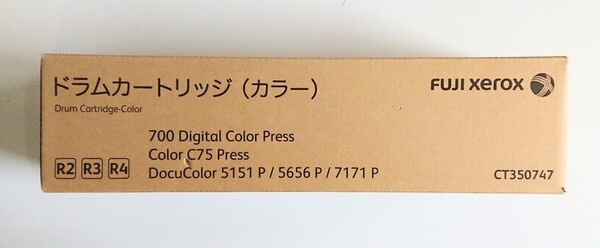 ドラムカートリッジ（カラー）
FUJI xerox
Drum Cartridge-Color
700 Digital Color Press
Color C75 Press
R2 R3 R4
DocuColor 5151 P / 5656 P / 7171 P
CT350747